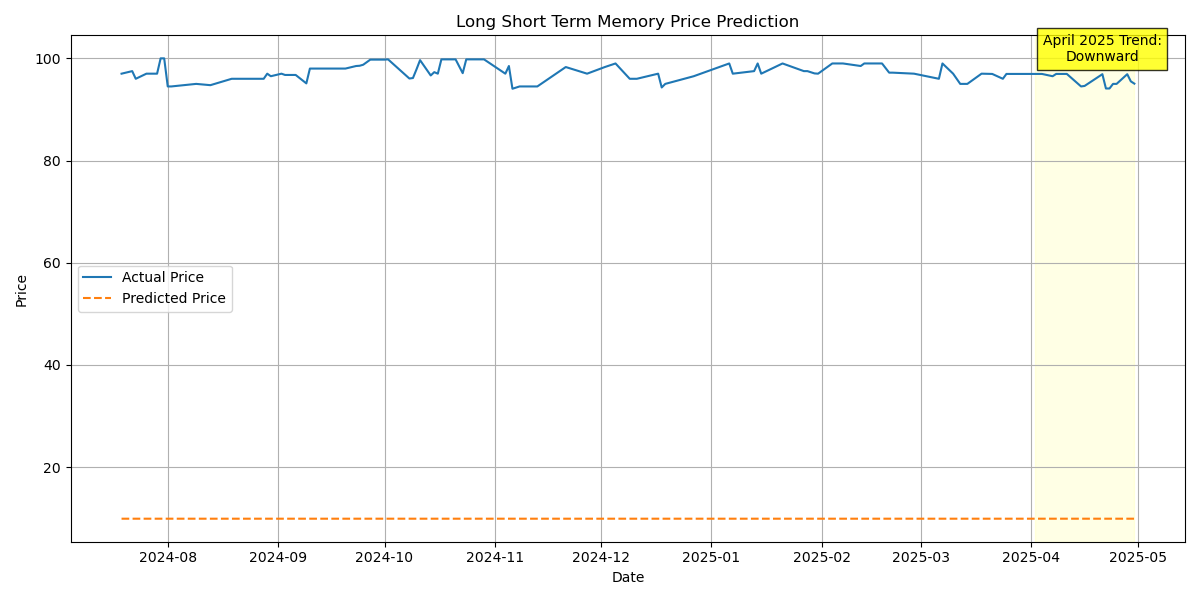 Long Short Term Memory Price Prediction
April 2025 Trend:
Downward
100
80
60
40
20
Price
Actual Price
Predicted Price
2024-08
2024-09
2024-10
2024-11
2024-12
2025-01
2025-02
2025-03
2025-04
2025-05
Date